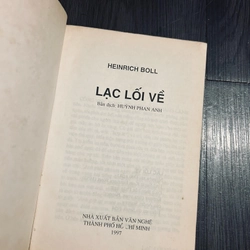 HEINRICH BOLL
LẠC LỐI VỀ
Bản dịch: HUỲNH PHAN ANH
NHÀ XUẤT BẢN VĂN NGHỆ
THÀNH PHỐ HỒ CHÍ MINH
1997